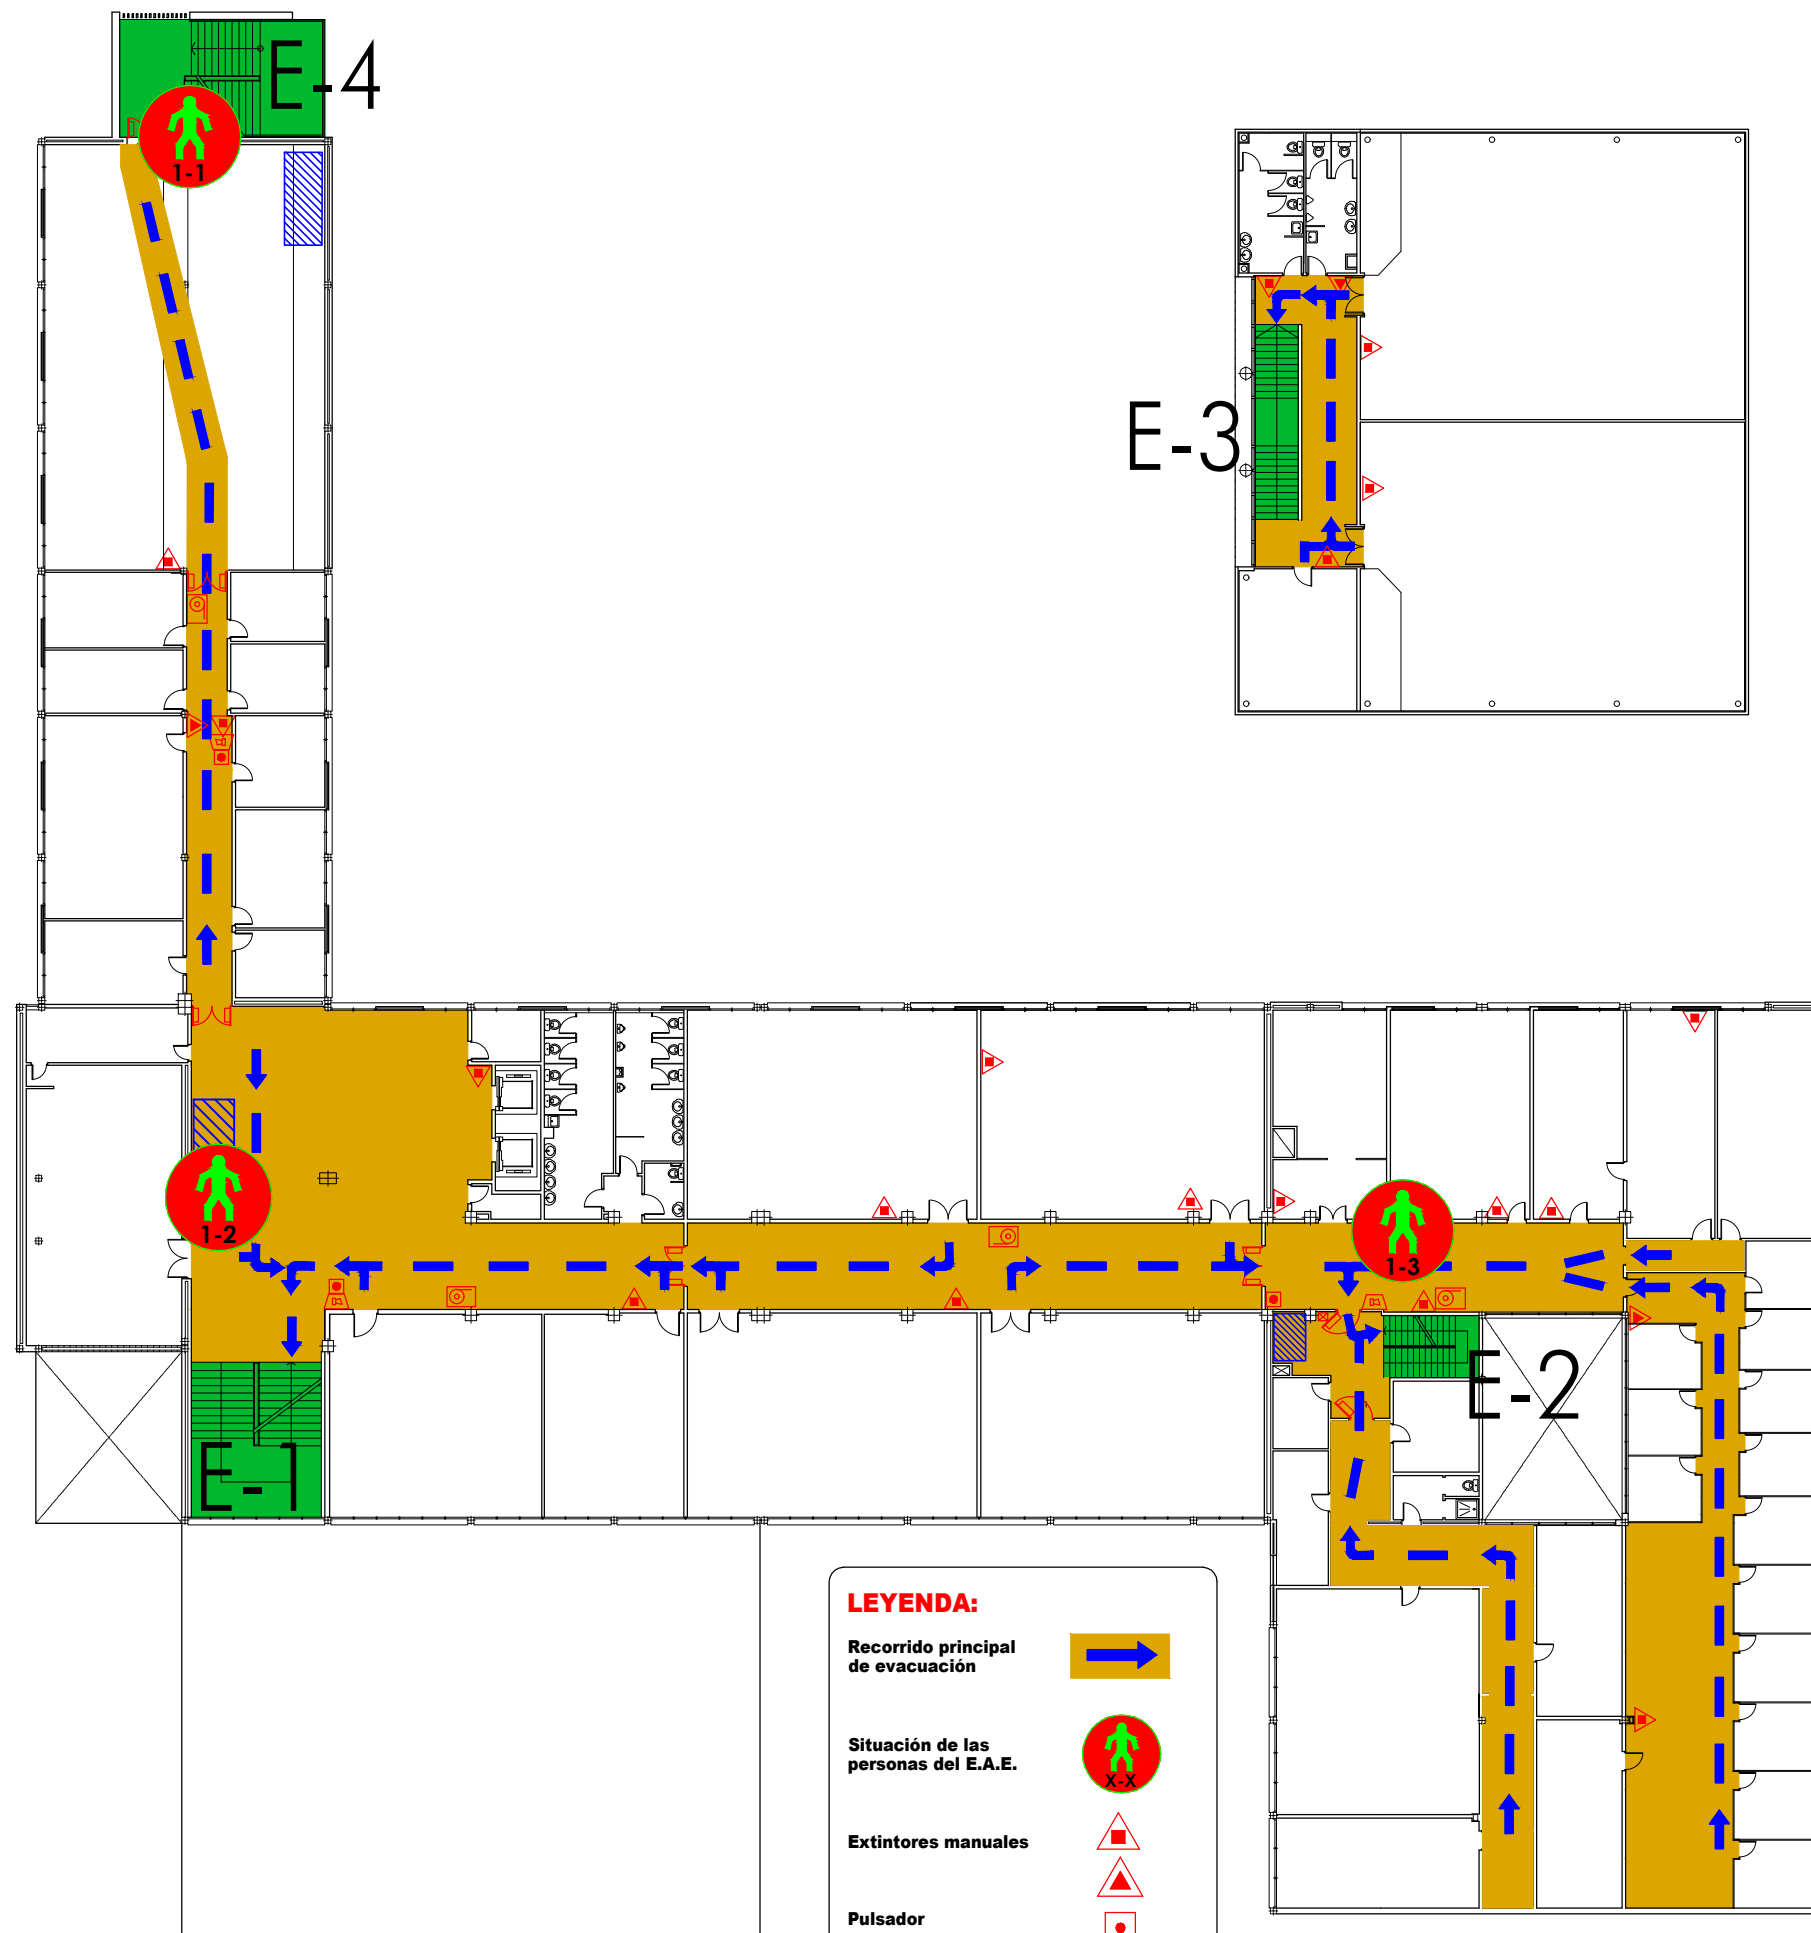 E-4
1-1
E-3
1-2
1-3
E-2
E-1
LEYENDA:
Recorrido principal
de evacuación
Situación de las
personas del E.A.E.
X-X
Extintores manuales
Pulsador